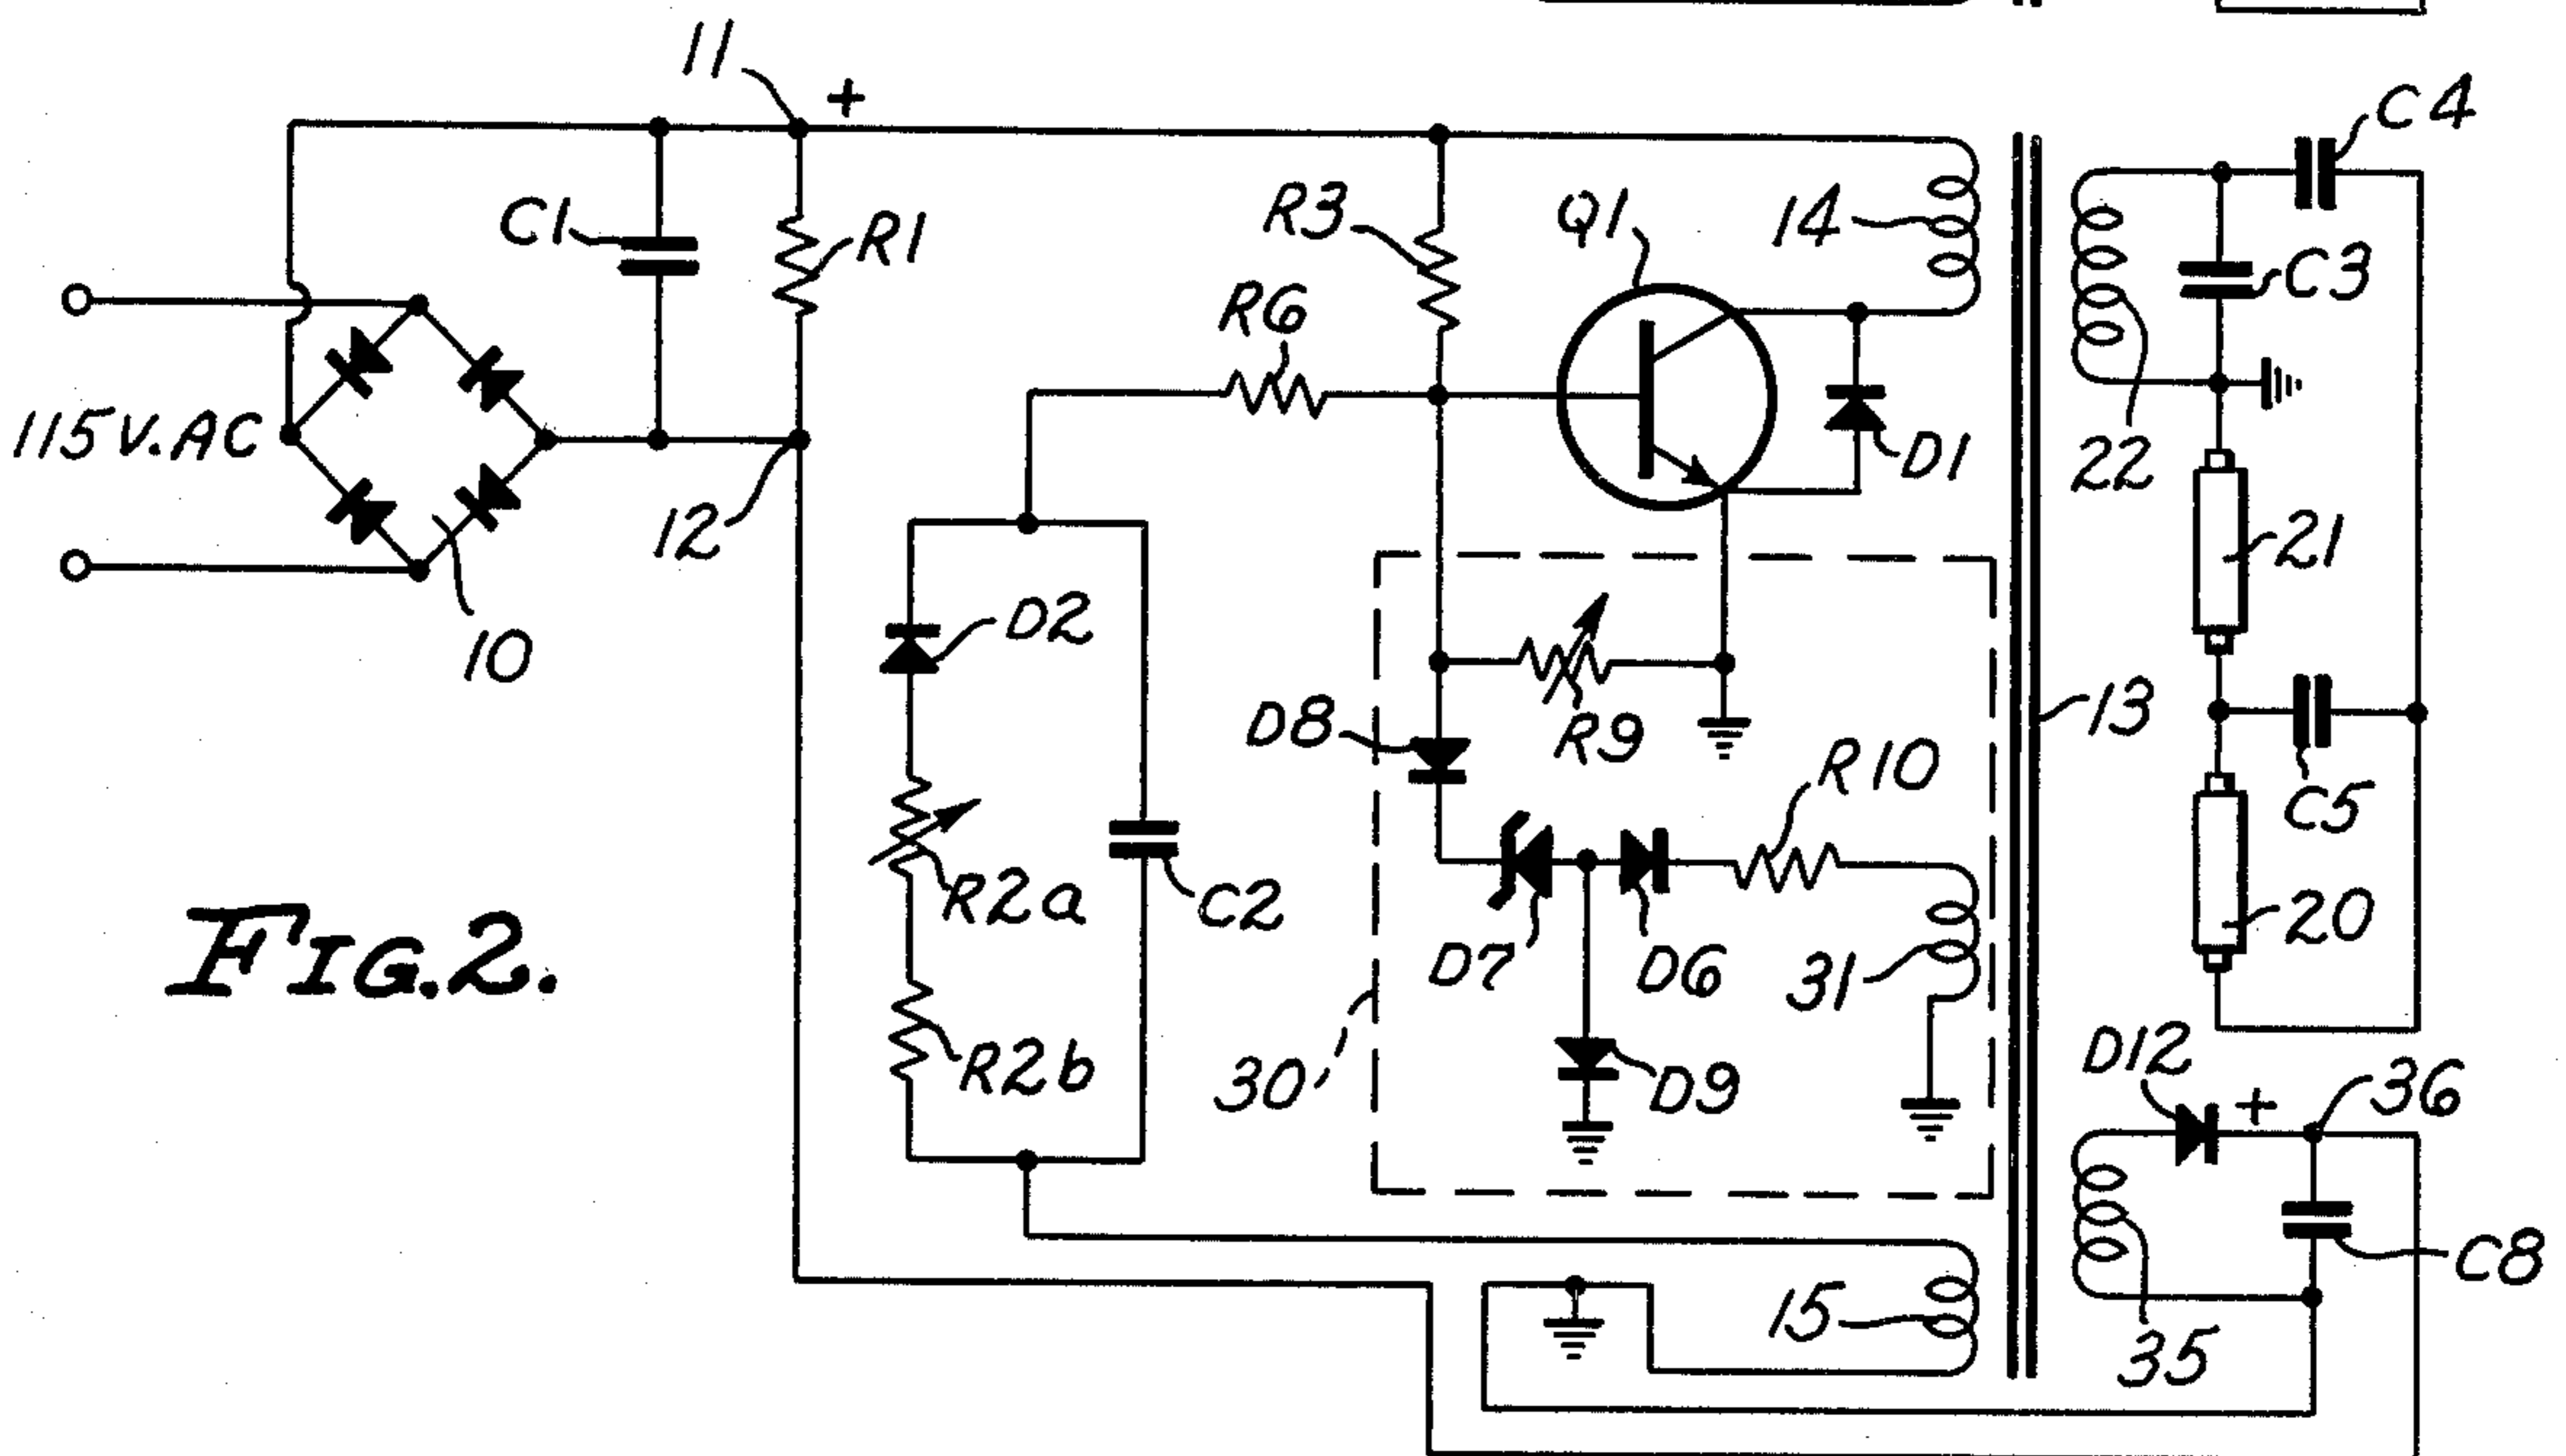 11
+
C4
C1
R1
R3
Q1
14
C3
R6
115V.AC
D1
22
12
21
10
D2
D8
R9
13
R10
C5
R2a
C2
20
FIG.2.
D7
D6
31
R2b
30
D9
D12
+
36
C8
15
35